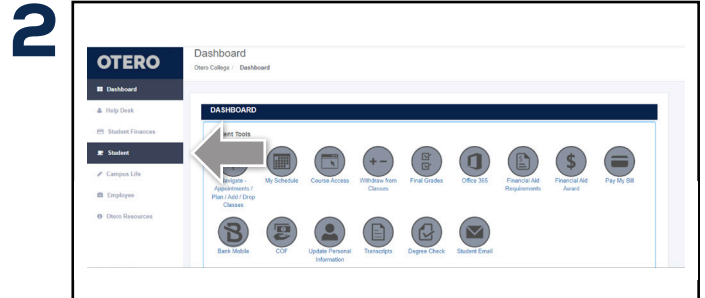 2
OTERO
Dashboard
Otero College / Dashboard
Dashboard
Help Desk
Student Finances
Student
Campus Life
Employee
Otero Resources
DASHBOARD
ent Tools
Navigate -
Appointments /
Plan / Add / Drop
Classes
My Schedule
Course Access
Withdraw from
Classes
Final Grades
Office 365
Financial Aid
Requirements
Financial Aid
Award
Pay My Bill
Bank Mobile
COF
Update Personal
Information
Transcripts
Degree Check
Student Email